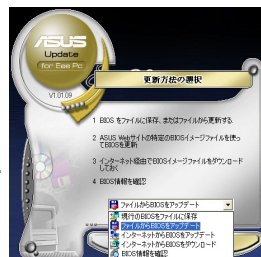 ASUS
Update
for Eee Pc
V1.01.09
更新方法の選択
1 BIOS をファイルに保存、またはファイルから更新する.
2 ASUS Webサイトの特定のBIOSイメージファイルを使っ
てBIOSを更新
3 インターネット経由でBIOSイメージファイルをダウンロード
しておく
4 BIOS情報を確認
ファイルからBIOSをアップデート
現行のBIOSをファイルに保存
ファイルからBIOSをアップデート
インターネットからBIOSをアップデート
インターネットからBIOSをダウンロード
BIOS情報を確認